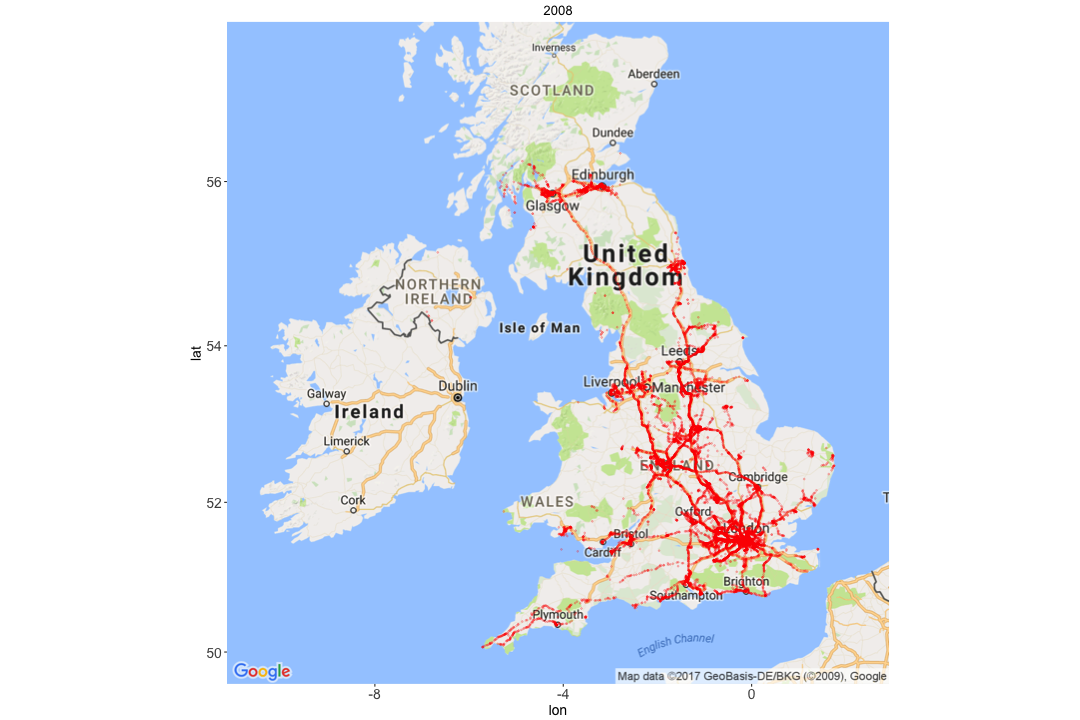 2008
Inverness
Aberdeen
SCOTLAND
Dundee
56
Edinburgh
Glasgow
United
Kingdom
NORTHERN
IRELAND
Isle of Man
lat
54
Leeds
Liverpool
Manchester
Dublin
Galway
Ireland
Limerick
ENGLAND
Cambridge
Cork
52
WALES
T
Oxford
London
Bristol
Cardiff
Brighton
Southampton
Plymouth
English Channel
50
Google
Map data ©2017 GeoBasis-DE/BKG (©2009), Google
-8
-4
0
lon